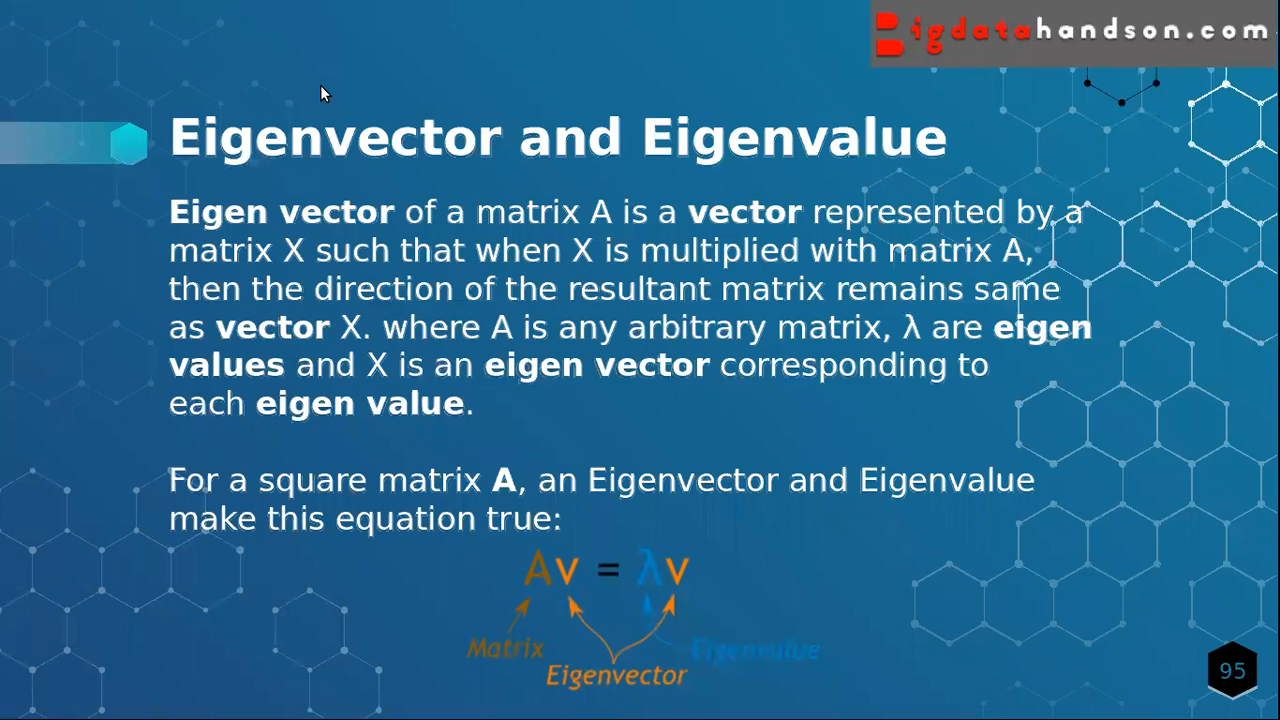 Bigdatahandson.com
Eigenvector and Eigenvalue
Eigen vector of a matrix A is a vector represented by a
matrix X such that when X is multiplied with matrix A,
then the direction of the resultant matrix remains same
as vector X. where A is any arbitrary matrix, λ are eigen
values and X is an eigen vector corresponding to
each eigen value.
For a square matrix A, an Eigenvector and Eigenvalue
make this equation true:
Av = λv
Matrix Eigenvalue
Eigenvector
95